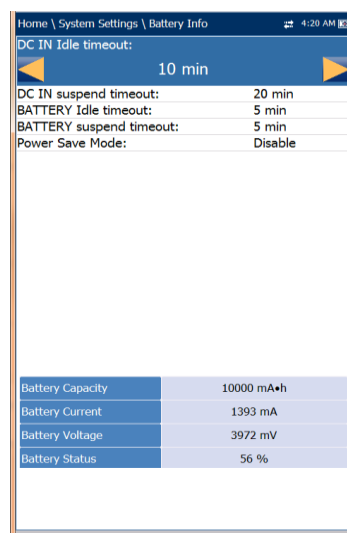 Home \ System Settings \ Battery Info 4:20 AM
DC IN Idle timeout:
10 min
DC IN suspend timeout: 20 min
BATTERY Idle timeout: 5 min
BATTERY suspend timeout: 5 min
Power Save Mode: Disable
Battery Capacity 10000 mA•h
Battery Current 1393 mA
Battery Voltage 3972 mV
Battery Status 56 %